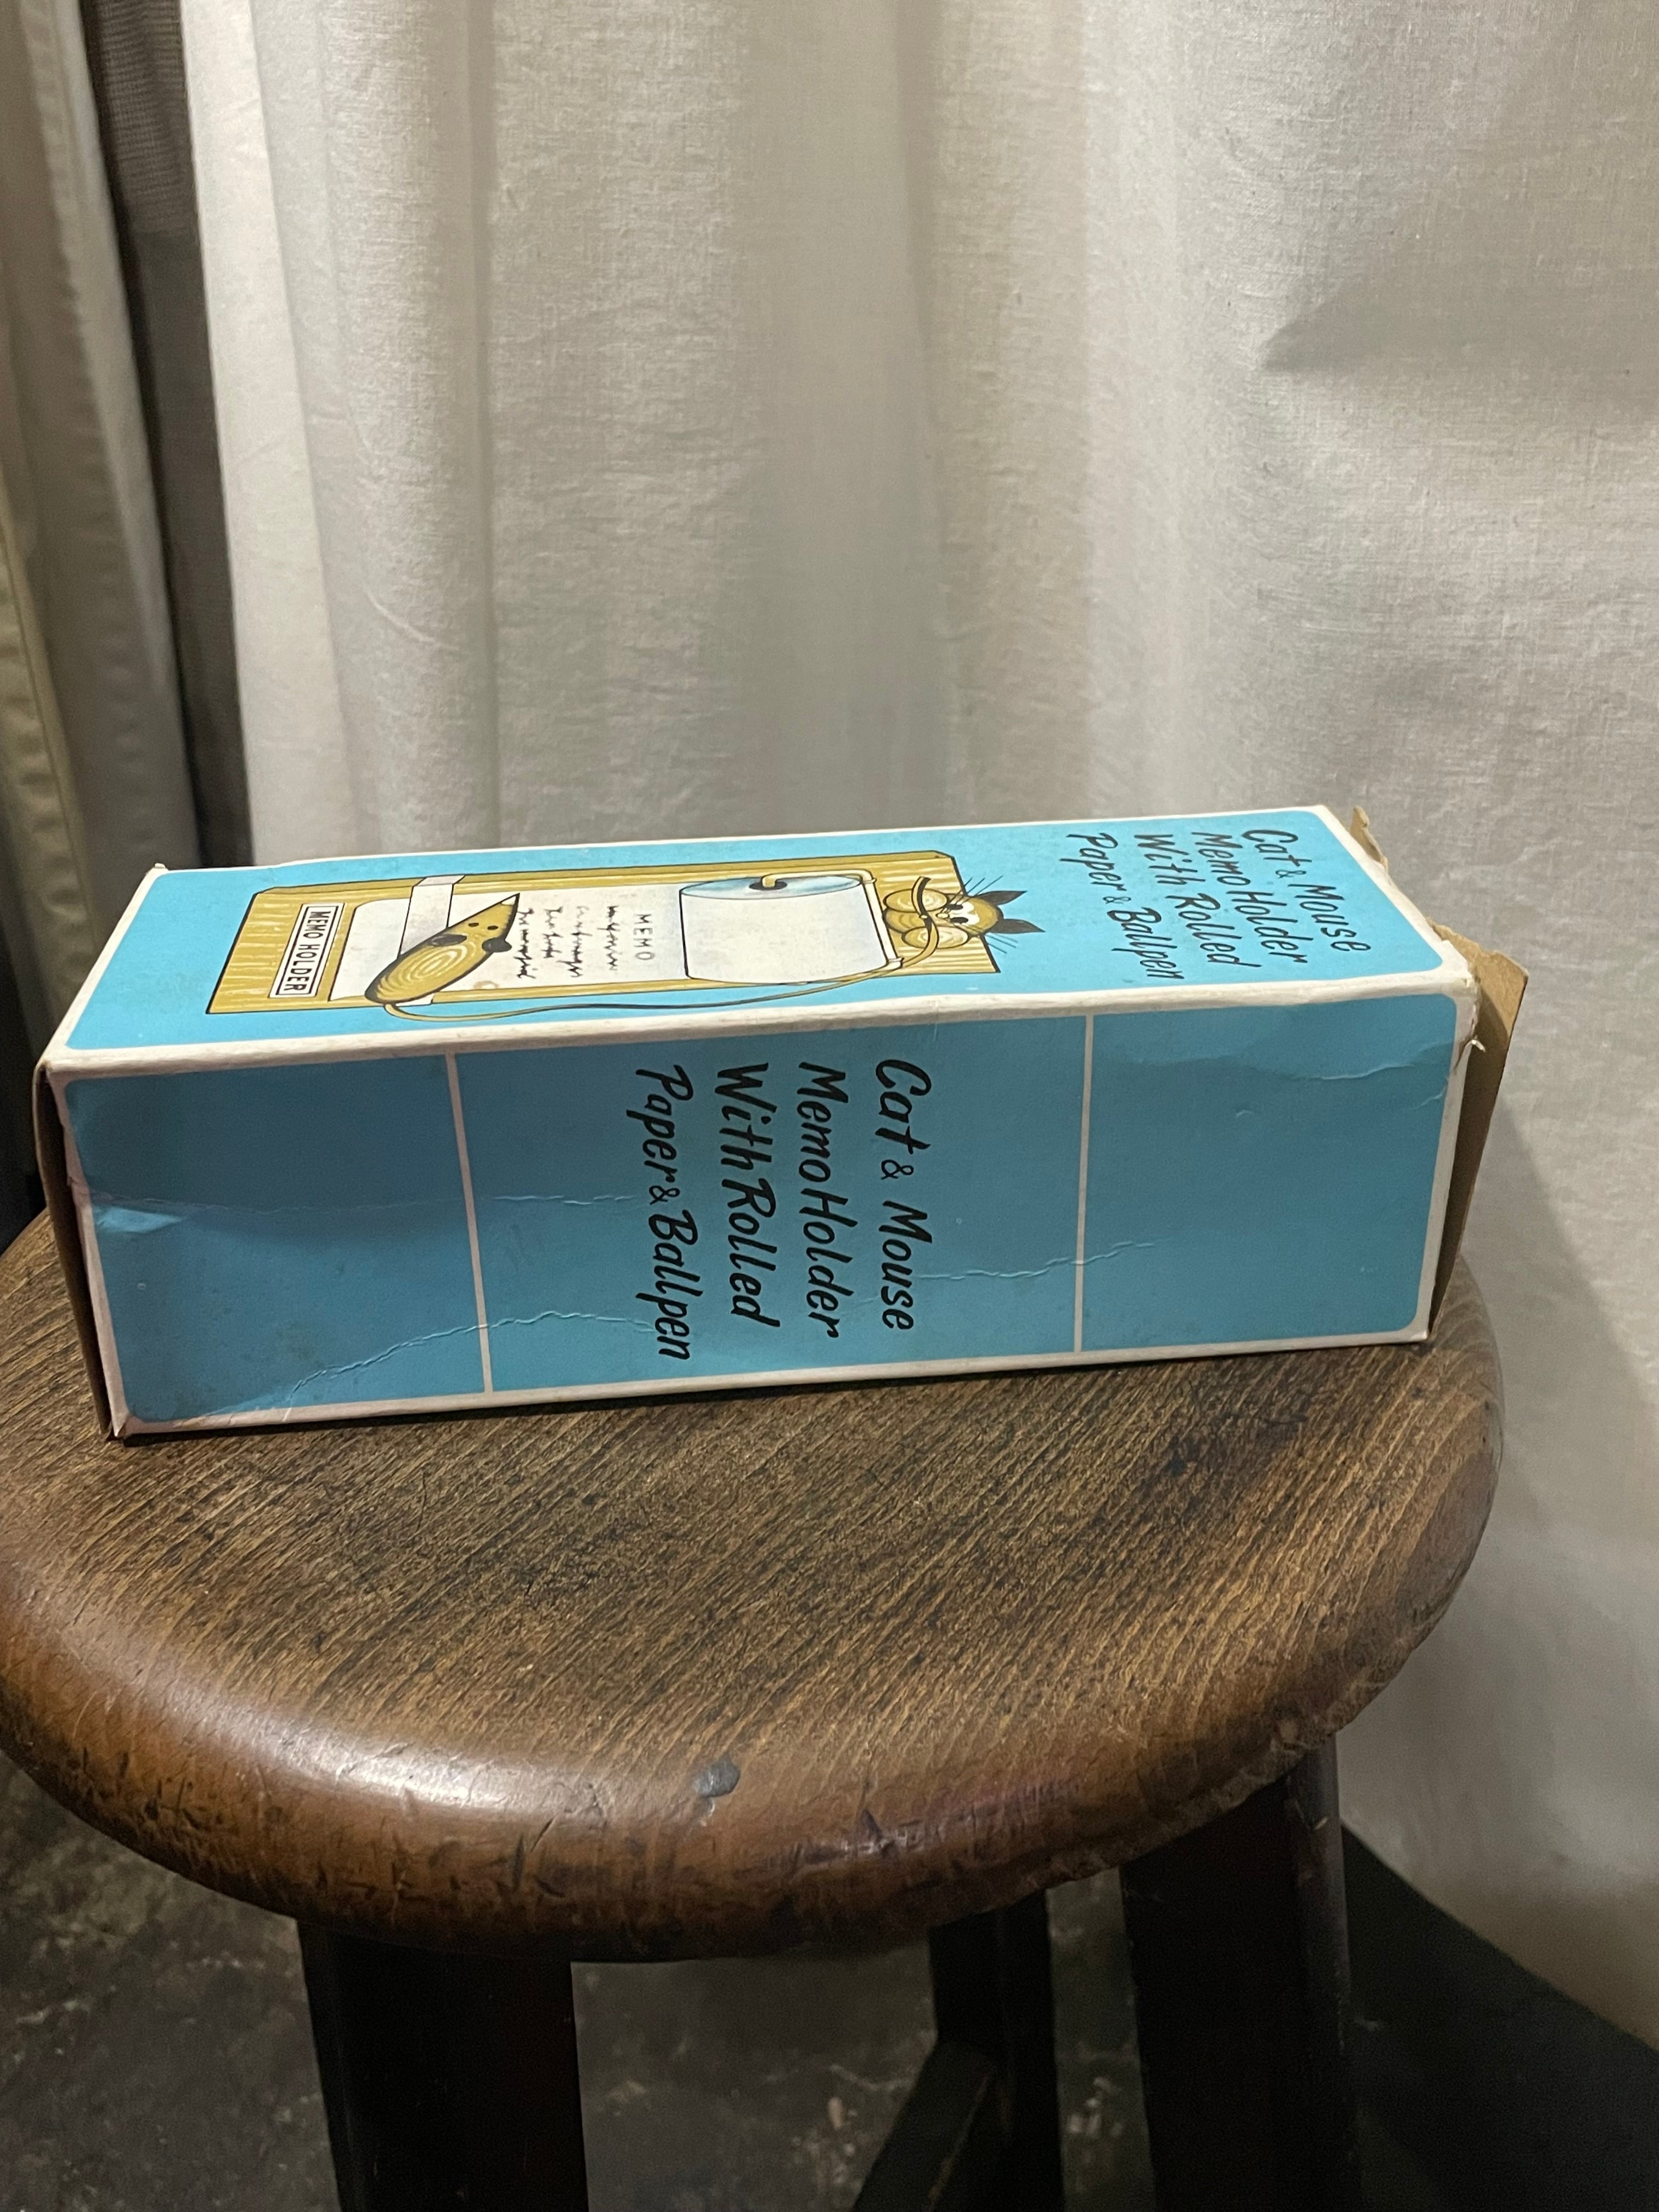 Cat & Mouse
Memo Holder
With Rolled
Paper & Ballpen
MEMO
MEMO HOLDER
Cat & Mouse
Memo Holder
With Rolled
Paper & Ballpen